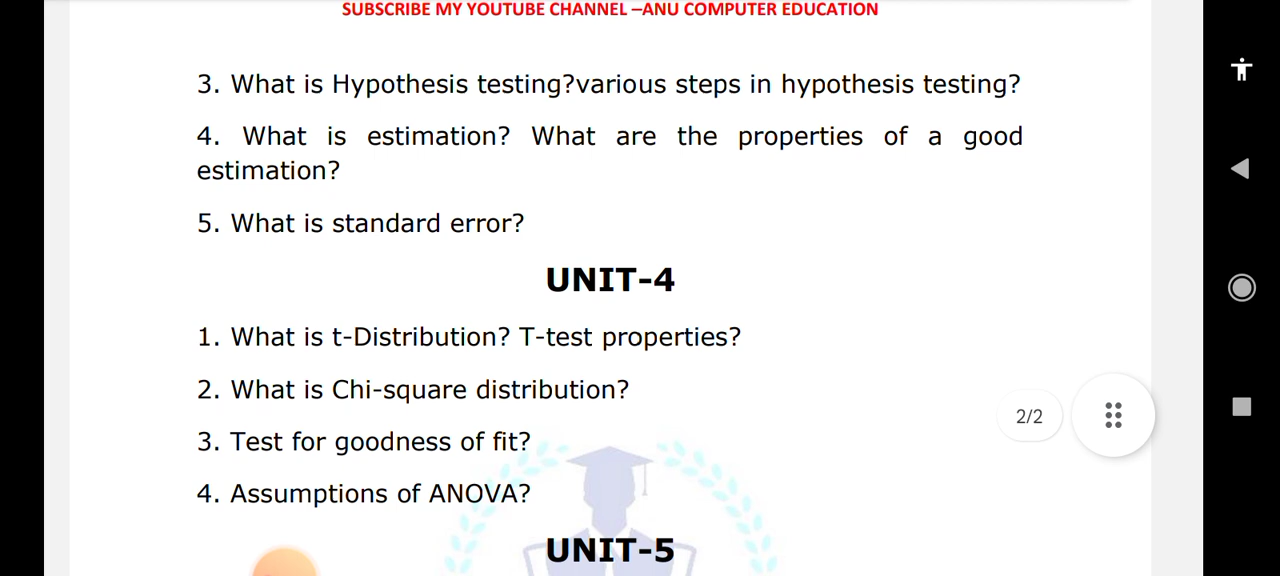 SUBSCRIBE MY YOUTUBE CHANNEL –ANU COMPUTER EDUCATION
3. What is Hypothesis testing?various steps in hypothesis testing?
4. What is estimation? What are the properties of a good
estimation?
5. What is standard error?
UNIT-4
1. What is t-Distribution? T-test properties?
2. What is Chi-square distribution?
2/2
3. Test for goodness of fit?
4. Assumptions of ANOVA?
UNIT-5